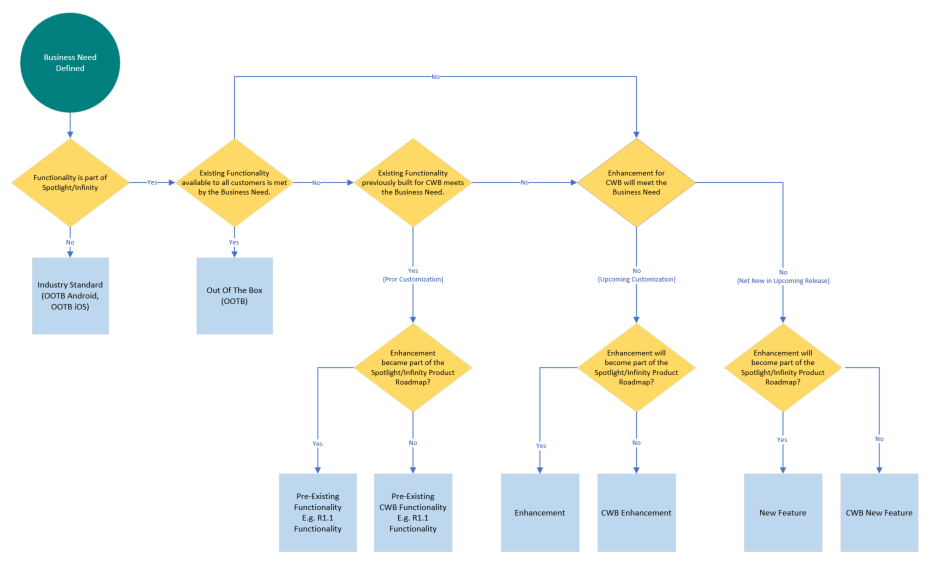 Business Need
Defined
No
Functionality is part of
Spotlight/Infinity
Yes
Existing Functionality
available to all customers is met
by the Business Need.
No
Existing Functionality
previously built for CWB meets
the Business Need.
No
Enhancement for
CWB will meet the
Business Need
No
Yes
Industry Standard
(OOTB Android,
OOTB iOS)
Out Of The Box
(OOTB)
Yes
(Pror Customization)
No
(Upcoming Customization)
No
(Net New in Upcoming Release)
Enhancement
became part of the
Spotlight/Infinity Product
Roadmap?
Enhancement will
become part of the
Spotlight/Infinity Product
Roadmap?
Enhancement will
become part of the
Spotlight/Infinity Product
Roadmap?
Yes
No
Yes
No
Yes
No
Pre-Existing
Functionality
E.g. R1.1
Functionality
Pre-Existing
CWB Functionality
E.g. R1.1
Functionality
Enhancement
CWB Enhancement
New Feature
CWB New Feature